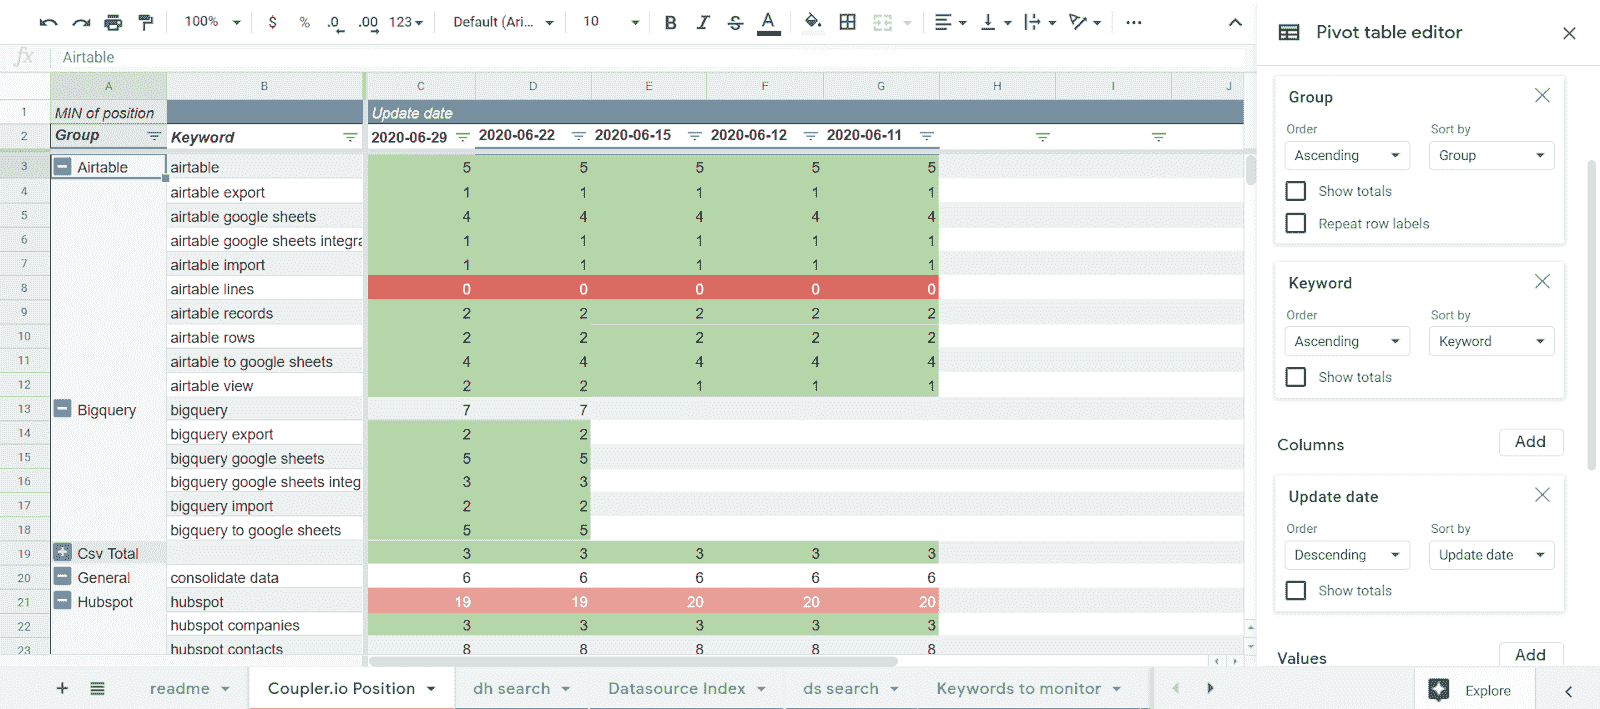 100% $ % .0 .00 123 Default (Ari... 10 B I S A ...
fx Airtable
A B C D E F G H I J
1 MIN of position Update date
2 Group Keyword 2020-06-29 2020-06-22 2020-06-15 2020-06-12 2020-06-11
3 Airtable airtable 5 5 5 5 5
4 airtable export 1 1 1 1 1
5 airtable google sheets 4 4 4 4 4
6 airtable google sheets integra 1 1 1 1 1
7 airtable import 1 1 1 1 1
8 airtable lines 0 0 0 0 0
9 airtable records 2 2 2 2 2
10 airtable rows 2 2 2 2 2
11 airtable to google sheets 4 4 4 4 4
12 airtable view 2 2 1 1 1
13 Bigquery bigquery 7 7
14 bigquery export 2 2
15 bigquery google sheets 5 5
16 bigquery google sheets integ 3 3
17 bigquery import 2 2
18 bigquery to google sheets 5 5
19 Csv Total 3 3 3 3 3
20 General consolidate data 6 6 6 6 6
21 Hubspot hubspot 19 19 20 20 20
22 hubspot companies 3 3 3 3 3
23 hubspot contacts 8 8 8 8 8
readme Coupler.io Position dh search Datasource Index ds search Keywords to monitor
Pivot table editor
Group
Order Sort by
Ascending Group
Show totals
Repeat row labels
Keyword
Order Sort by
Ascending Keyword
Show totals
Columns Add
Update date
Order Sort by
Descending Update date
Show totals
Values Add
Explore